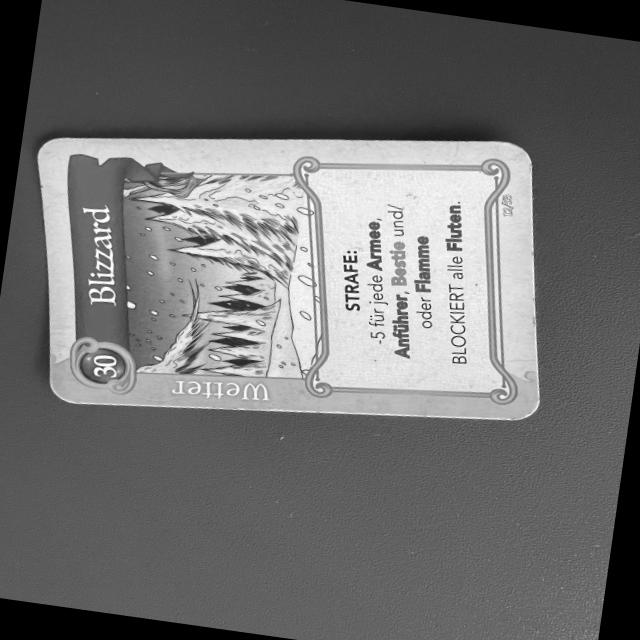 30
Blizzard
Wetter
STRAFE:
-5 für jede Armee,
Anführer, Bestie und/
oder Flamme
BLOCKIERT alle Fluten.